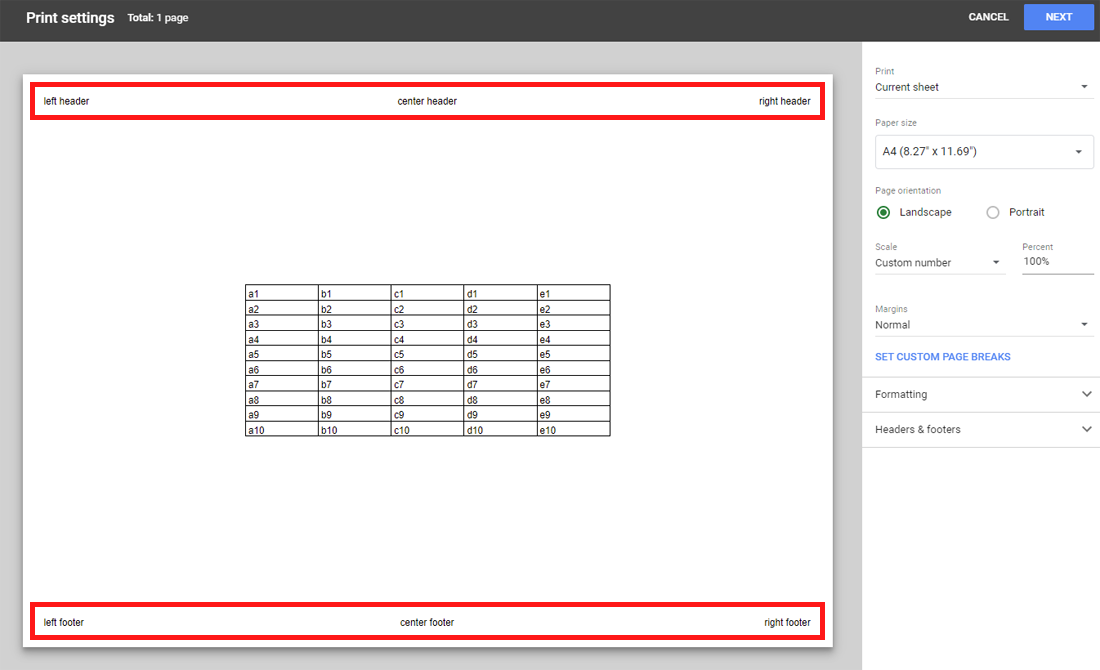 Print settings Total: 1 page CANCEL NEXT
left header center header right header
a1 b1 c1 d1 e1
a2 b2 c2 d2 e2
a3 b3 c3 d3 e3
a4 b4 c4 d4 e4
a5 b5 c5 d5 e5
a6 b6 c6 d6 e6
a7 b7 c7 d7 e7
a8 b8 c8 d8 e8
a9 b9 c9 d9 e9
a10 b10 c10 d10 e10
left footer center footer right footer
Print
Current sheet
Paper size
A4 (8.27" x 11.69")
Page orientation
Landscape Portrait
Scale Percent
Custom number 100%
Margins
Normal
SET CUSTOM PAGE BREAKS
Formatting
Headers & footers